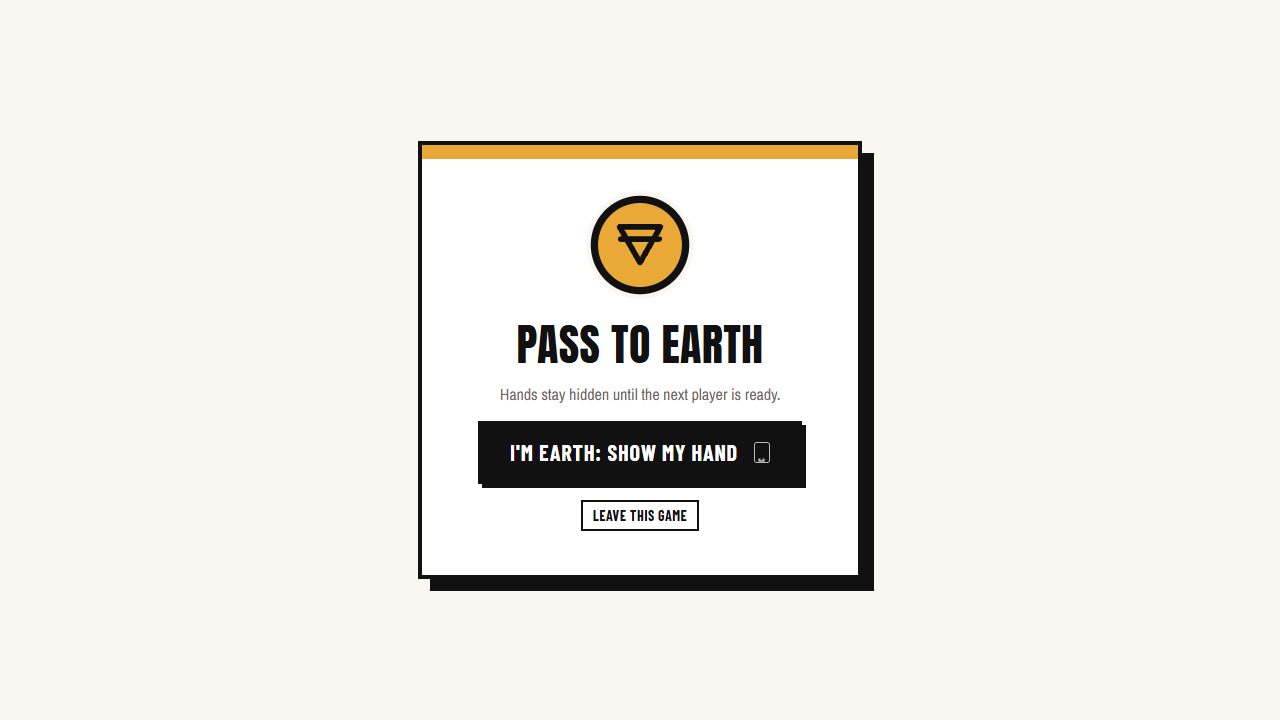 PASS TO EARTH
Hands stay hidden until the next player is ready.
I'M EARTH: SHOW MY HAND
LEAVE THIS GAME